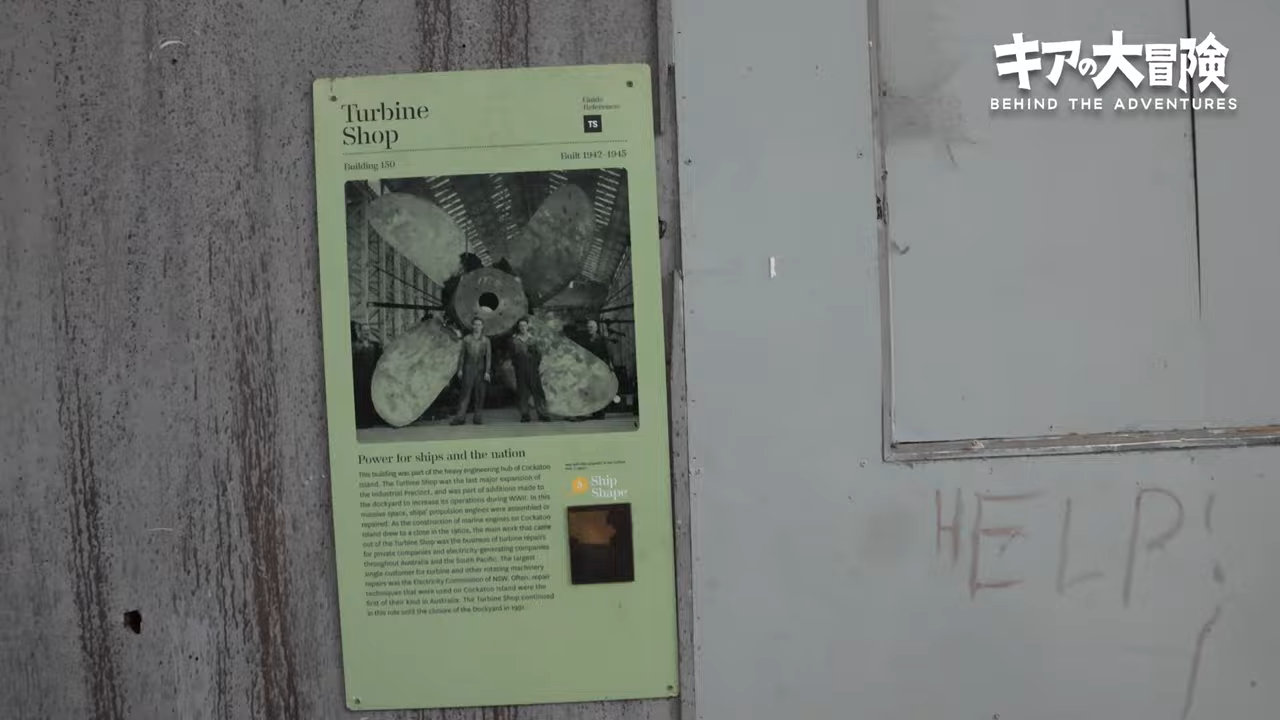 キアの大冒険
BEHIND THE ADVENTURES
Turbine
Shop
Guide
References
TS
Building 150
Built 1942–1945
Power for ships and the nation
This building was part of the heavy engineering hub of Cockatoo
Island. The Turbine Shop was the last major expansion of
the Industrial Precinct, and was part of additions made to
the dockyard to increase its operations during WWII. In this
massive space, ships' propulsion engines were assembled or
repaired. As the construction of marine engines on Cockatoo
Island drew to a close in the 1960s, the main work that came
out of the Turbine Shop was the business of turbine repairs
for private companies and electricity-generating companies
throughout Australia and the South Pacific. The largest
single customer for turbine and other rotating machinery
repairs was the Electricity Commission of NSW. Often, repair
techniques that were used on Cockatoo Island were the
first of their kind in Australia. The Turbine Shop continued
in this role until the closure of the Dockyard in 1991.
Ship
Shape
HELP!